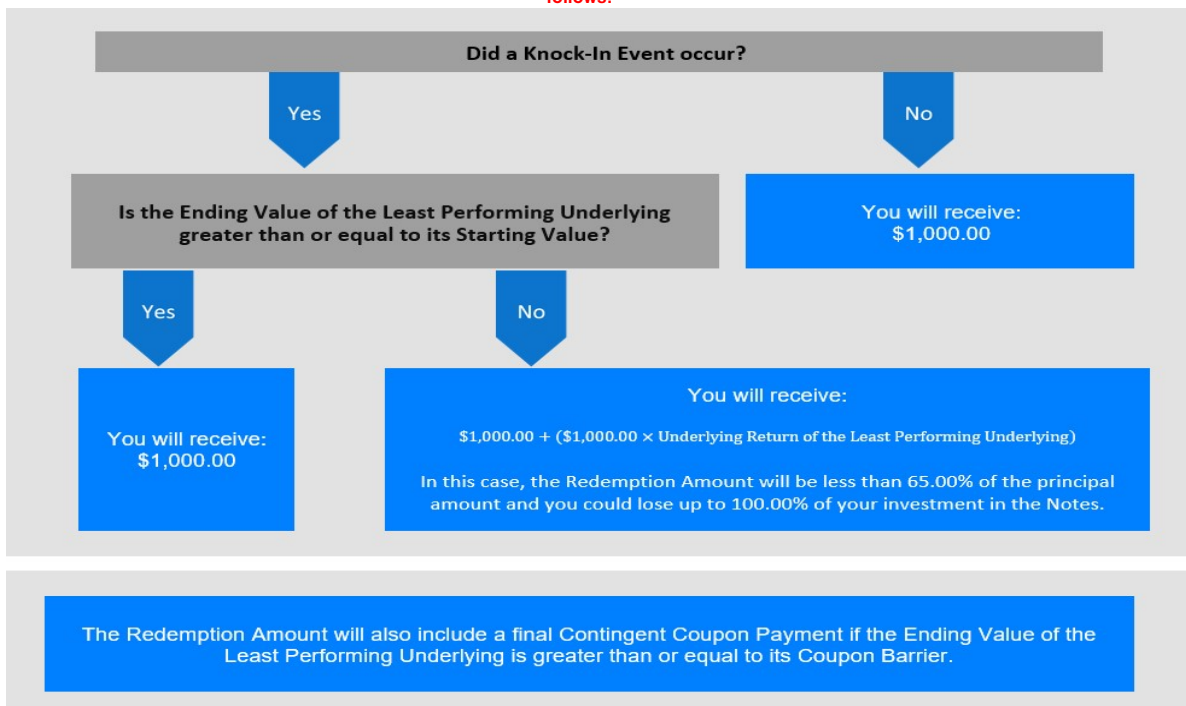 follows:
Did a Knock-In Event occur?
Yes
No
Is the Ending Value of the Least Performing Underlying
greater than or equal to its Starting Value?
You will receive:
$1,000.00
Yes
No
You will receive:
$1,000.00
You will receive:
$1,000.00 + ($1,000.00 × Underlying Return of the Least Performing Underlying)
In this case, the Redemption Amount will be less than 65.00% of the principal
amount and you could lose up to 100.00% of your investment in the Notes.
The Redemption Amount will also include a final Contingent Coupon Payment if the Ending Value of the
Least Performing Underlying is greater than or equal to its Coupon Barrier.